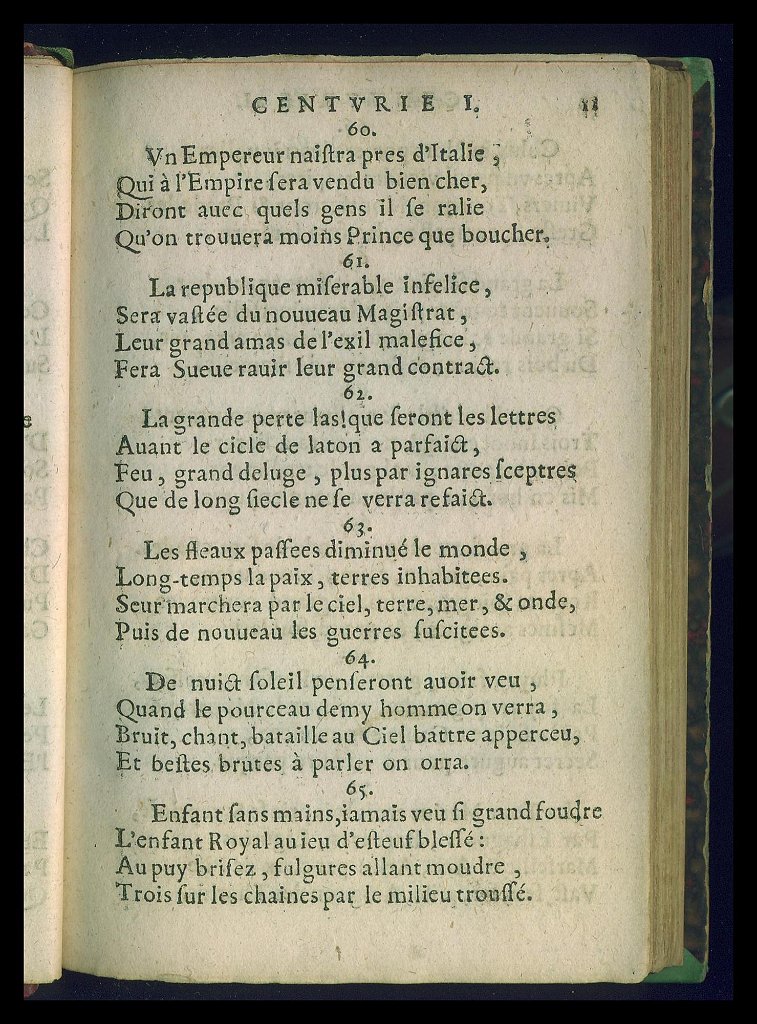 CENTVRIE I. 11
60.
Vn Empereur naiſtra pres d'Italie,
Qui à l'Empire ſera vendu bien cher,
Diront auec quels gens il ſe ralie
Qu'on trouuera moins Prince que boucher.
61.
La republique miſerable infelice,
Sera vaſtée du nouueau Magiſtrat,
Leur grand amas de l'exil malefice,
Fera Sueue rauir leur grand contract.
62.
La grande perte las! que ſeront les lettres
Auant le cicle de laton a parfaict,
Feu, grand deluge, plus par ignares ſceptres
Que de long ſiecle ne ſe verra refaict.
63.
Les fleaux paſſees diminué le monde,
Long-temps la paix, terres inhabitees.
Seur marchera par le ciel, terre, mer, & onde,
Puis de nouueau les guerres ſuſcitees.
64.
De nuict ſoleil penſeront auoir veu,
Quand le pourceau demy homme on verra,
Bruit, chant, bataille au Ciel battre apperceu,
Et beſtes brutes à parler on orra.
65.
Enfant ſans mains, iamais veu ſi grand foudre
L'enfant Royal au ieu d'eſteuf bleſſé:
Au puy briſez, fulgures allant moudre,
Trois ſur les chaines par le milieu trouſſé.